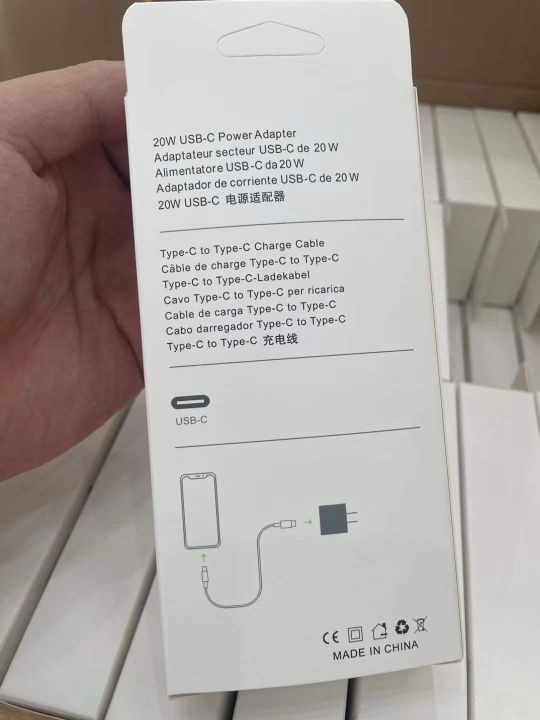 20W USB-C Power Adapter
Adaptateur secteur USB-C de 20 W
Alimentatore USB-C da 20 W
Adaptador de corriente USB-C de 20 W
20W USB-C 电源适配器
Type-C to Type-C Charge Cable
Câble de charge Type-C to Type-C
Type-C to Type-C-Ladekabel
Cavo Type-C to Type-C per ricarica
Cable de carga Type-C to Type-C
Cabo darregador Type-C to Type-C
Type-C to Type-C 充电线
USB-C
CE
MADE IN CHINA